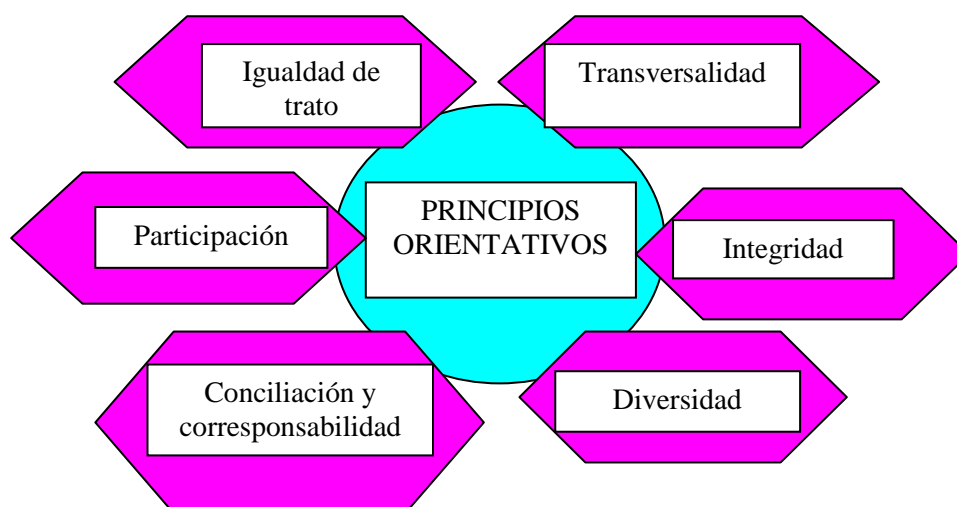 Igualdad de
trato
Transversalidad
Participación
PRINCIPIOS
ORIENTATIVOS
Integridad
Conciliación y
corresponsabilidad
Diversidad